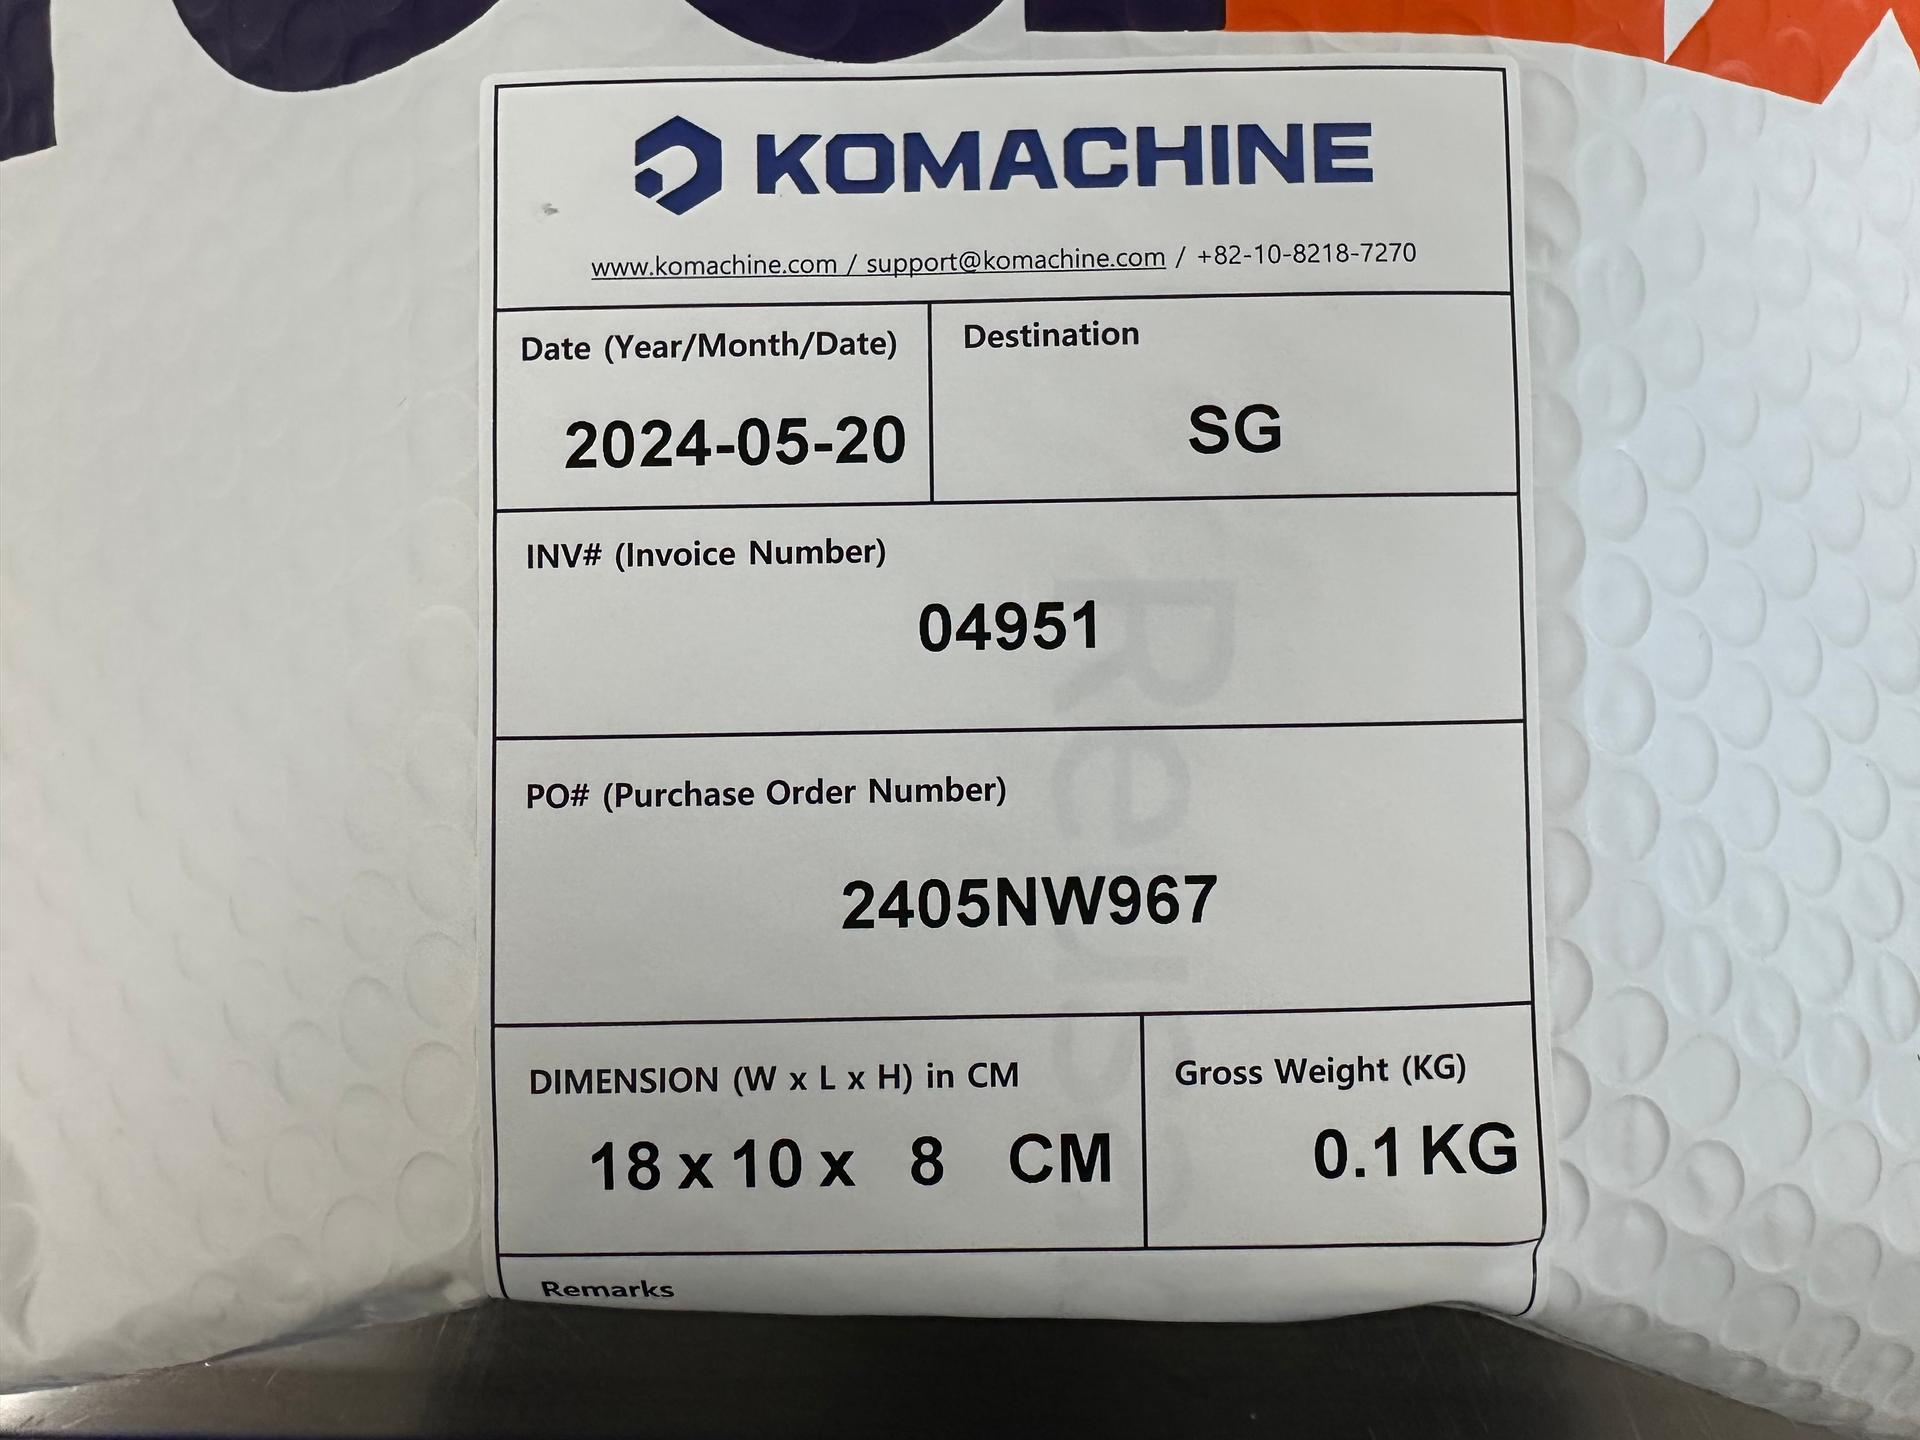 KOMACHINE
www.komachine.com / support@komachine.com / +82-10-8218-7270
Date (Year/Month/Date)
2024-05-20
Destination
SG
INV# (Invoice Number)
04951
PO# (Purchase Order Number)
2405NW967
DIMENSION (W x L x H) in CM
18 x 10 x 8 CM
Gross Weight (KG)
0.1 KG
Remarks